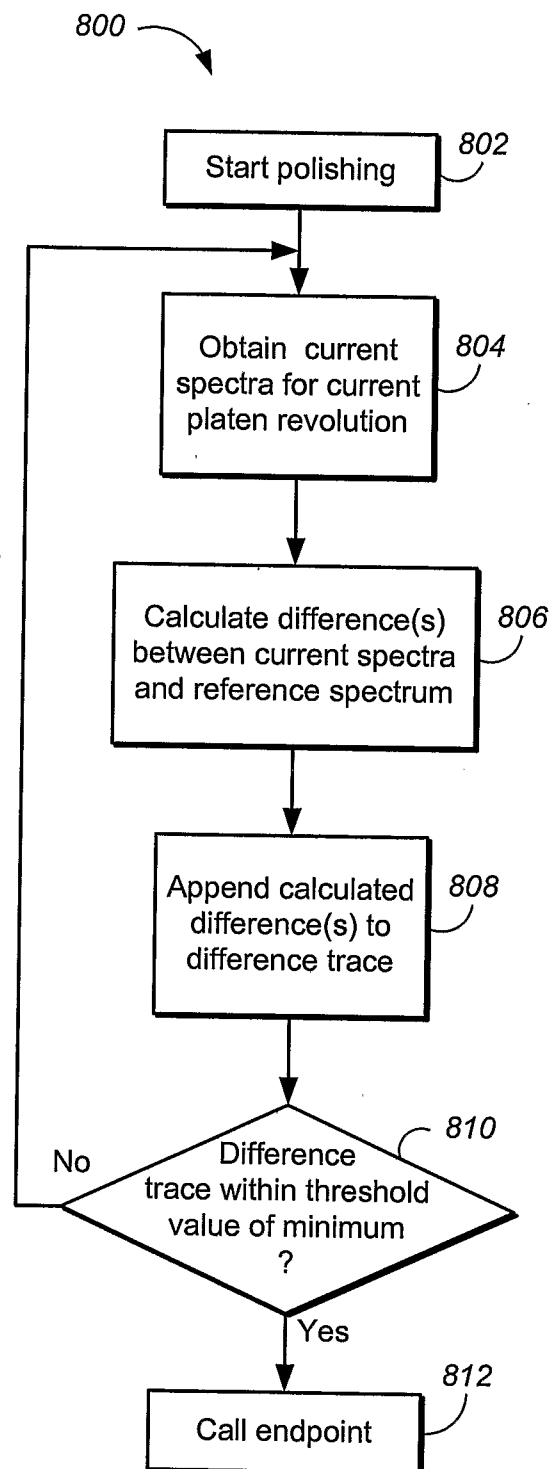 800
802
Start polishing
804
Obtain current
spectra for current
platen revolution
806
Calculate difference(s)
between current spectra
and reference spectrum
808
Append calculated
difference(s) to
difference trace
810
No
Difference
trace within threshold
value of minimum
?
Yes
812
Call endpoint